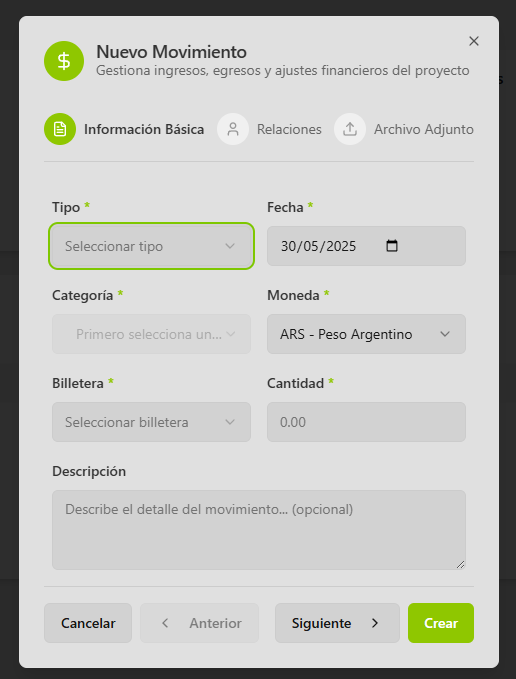 Nuevo Movimiento
Gestiona ingresos, egresos y ajustes financieros del proyecto
Información Básica Relaciones Archivo Adjunto
Tipo * Fecha *
Seleccionar tipo 30/05/2025
Categoría * Moneda *
Primero selecciona un... ARS - Peso Argentino
Billetera * Cantidad *
Seleccionar billetera 0.00
Descripción
Describe el detalle del movimiento... (opcional)
Cancelar Anterior Siguiente Crear